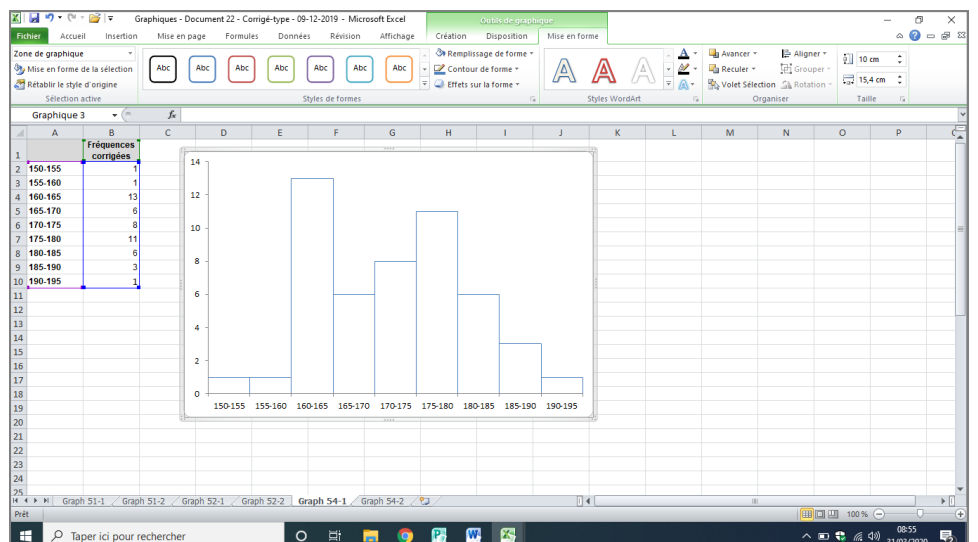 Graphiques - Document 22 - Corrigé-type - 09-12-2019 - Microsoft Excel
Outils de graphique
Fichier Accueil Insertion Mise en page Formules Données Révision Affichage Création Disposition Mise en forme
Zone de graphique
Mise en forme de la sélection
Rétablir le style d'origine
Sélection active
Abc Abc Abc Abc Abc Abc Abc
Styles de formes
Remplissage de forme
Contour de forme
Effets sur la forme
A A A A A A
Styles WordArt
Avancer
Reculer
Volet Sélection
Aligner
Grouper
Rotation
Organiser
10 cm
15,4 cm
Taille
Graphique 3 fx
A B C D E F G H I J K L M N O P
1 Fréquences
corrigées
2 150-155 1
3 155-160 1
4 160-165 13
5 165-170 6
6 170-175 8
7 175-180 11
8 180-185 6
9 185-190 3
10 190-195 1
11
12
13
14
15
16
17
18
19
20
21
22
23
24
25
14
12
10
8
6
4
2
0
150-155 155-160 160-165 165-170 170-175 175-180 180-185 185-190 190-195
Graph 51-1 Graph 51-2 Graph 52-1 Graph 52-2 Graph 54-1 Graph 54-2
Prêt 100 %
Taper ici pour rechercher
08:55